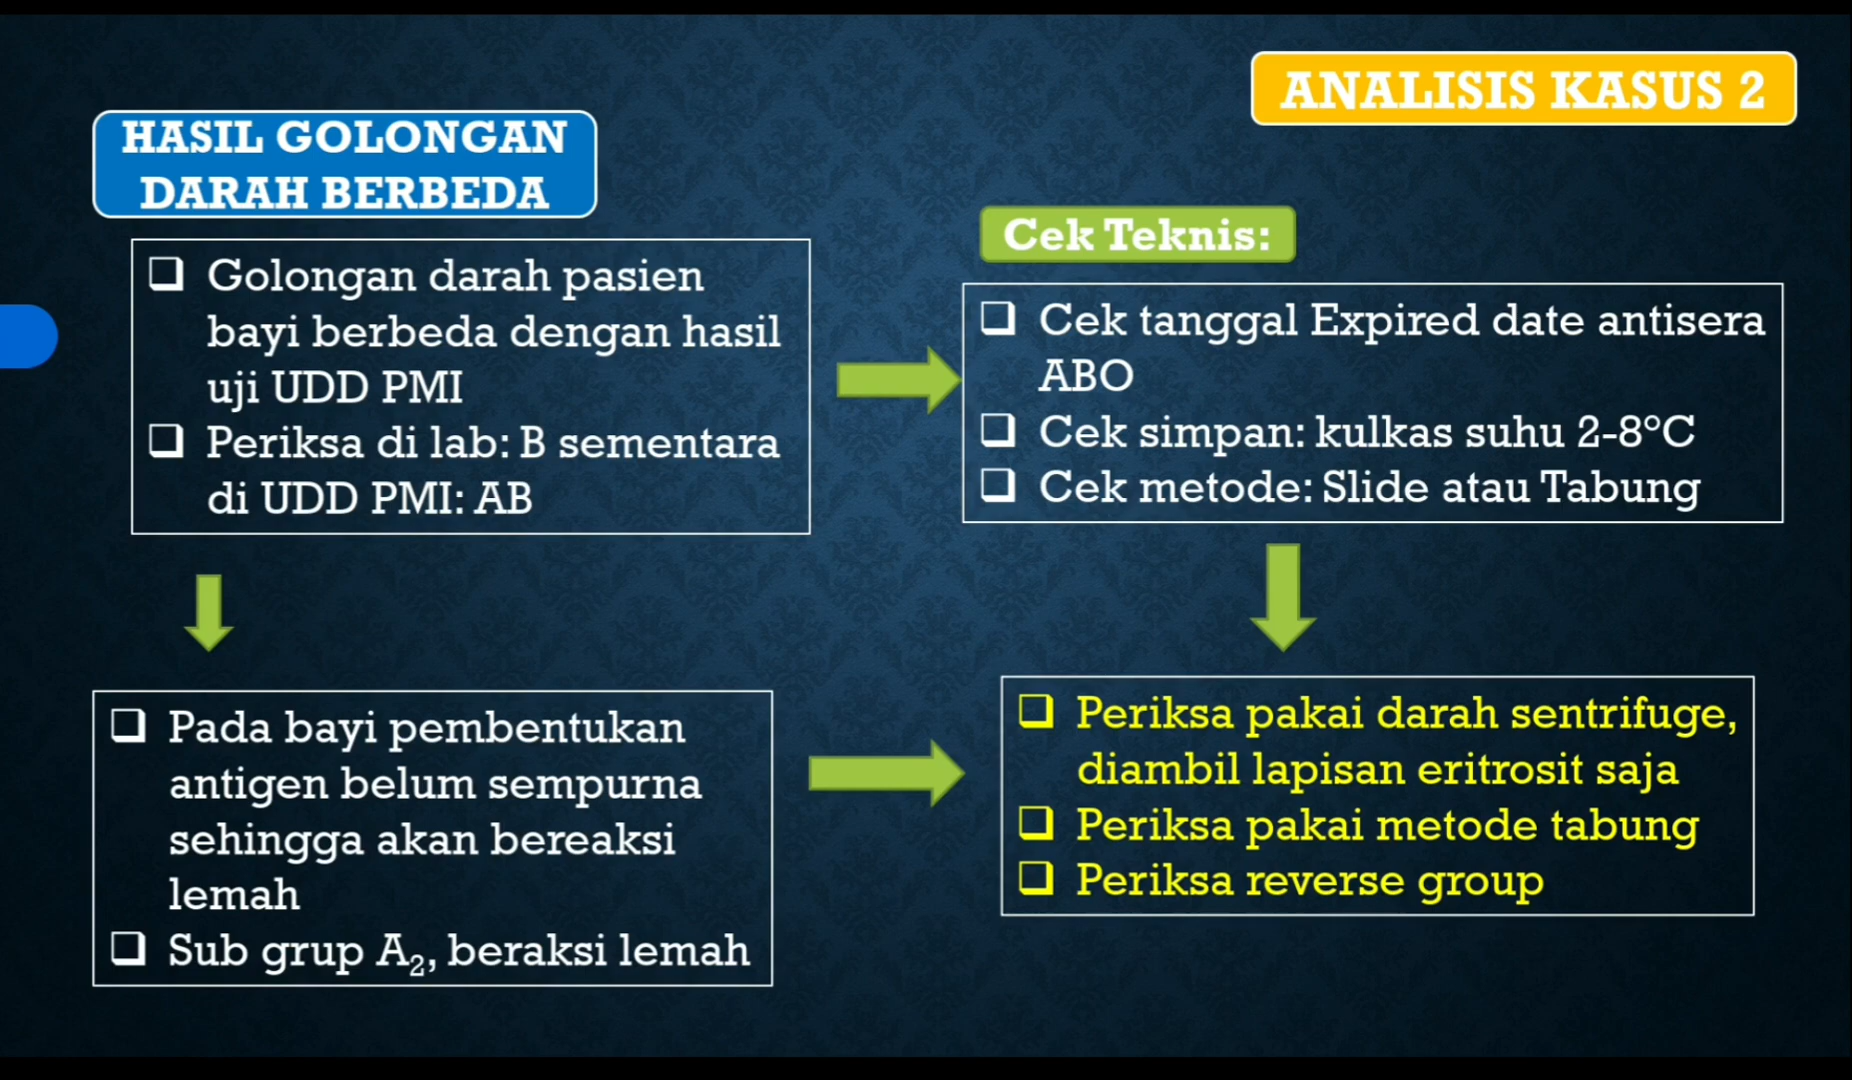 ANALISIS KASUS 2
HASIL GOLONGAN
DARAH BERBEDA
Golongan darah pasien
bayi berbeda dengan hasil
uji UDD PMI
Periksa di lab: B sementara
di UDD PMI: AB
Cek Teknis:
Cek tanggal Expired date antisera
ABO
Cek simpan: kulkas suhu 2-8°C
Cek metode: Slide atau Tabung
Pada bayi pembentukan
antigen belum sempurna
sehingga akan bereaksi
lemah
Sub grup A₂, beraksi lemah
Periksa pakai darah sentrifuge,
diambil lapisan eritrosit saja
Periksa pakai metode tabung
Periksa reverse group